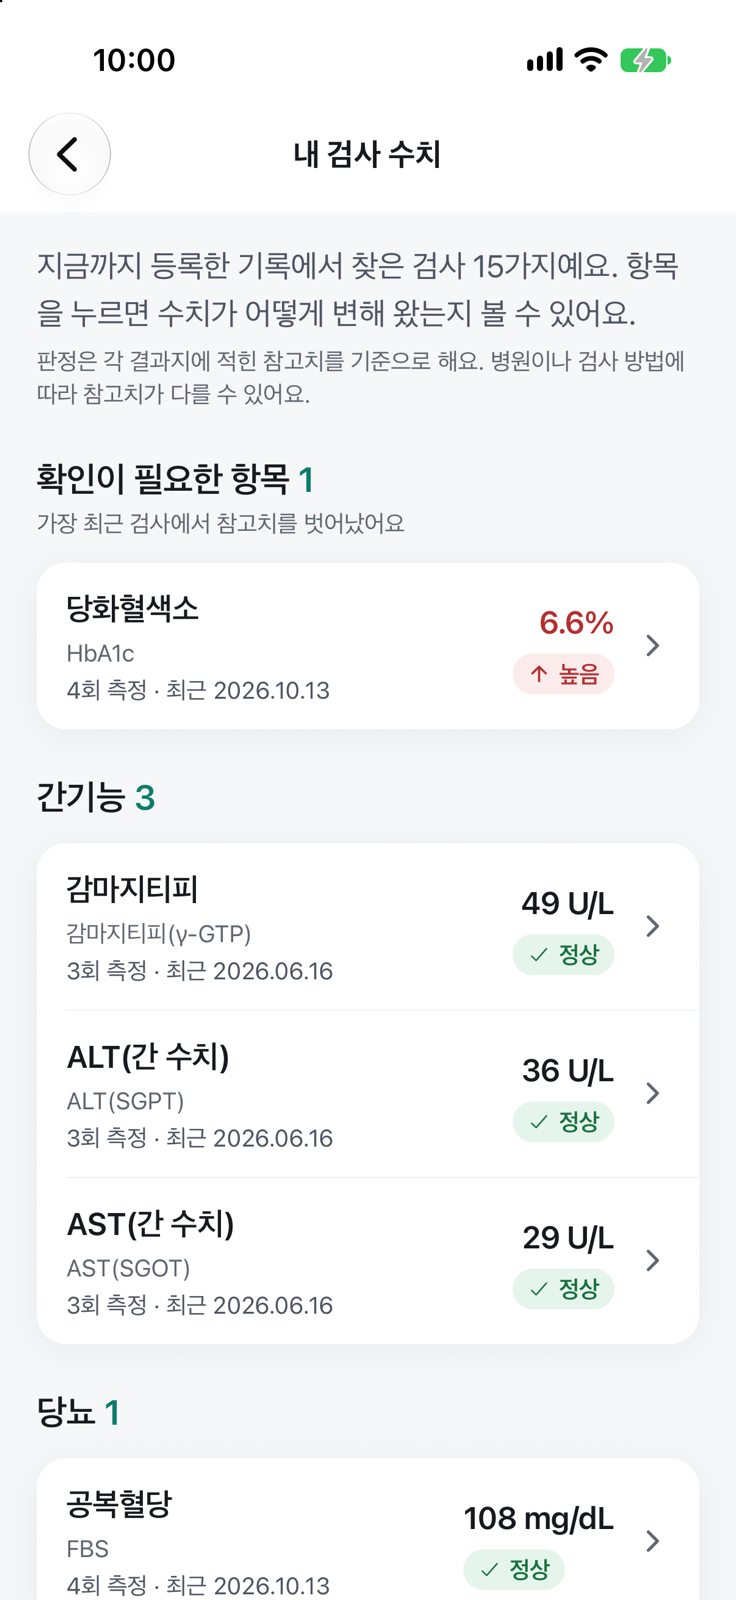 10:00
내 검사 수치
지금까지 등록한 기록에서 찾은 검사 15가지예요. 항목
을 누르면 수치가 어떻게 변해 왔는지 볼 수 있어요.
판정은 각 결과지에 적힌 참고치를 기준으로 해요. 병원이나 검사 방법에
따라 참고치가 다를 수 있어요.
확인이 필요한 항목 1
가장 최근 검사에서 참고치를 벗어났어요
당화혈색소
6.6%
HbA1c
↑ 높음
4회 측정 · 최근 2026.10.13
간기능 3
감마지티피
49 U/L
감마지티피(γ-GTP)
✓ 정상
3회 측정 · 최근 2026.06.16
ALT(간 수치)
36 U/L
ALT(SGPT)
✓ 정상
3회 측정 · 최근 2026.06.16
AST(간 수치)
29 U/L
AST(SGOT)
✓ 정상
3회 측정 · 최근 2026.06.16
당뇨 1
공복혈당
108 mg/dL
FBS
✓ 정상
4회 측정 · 최근 2026.10.13